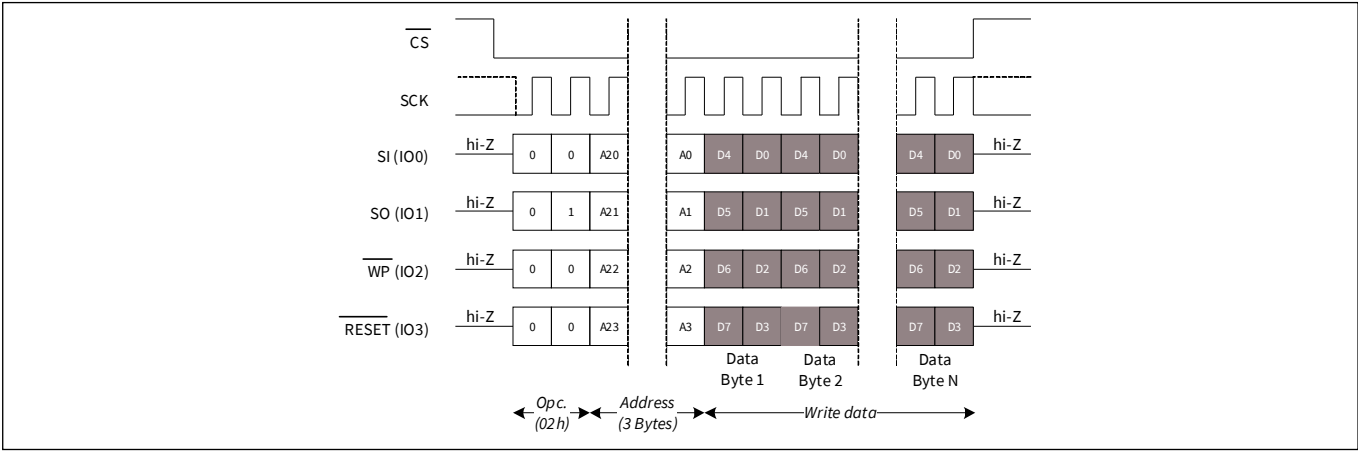 CS
SCK
hi-Z 0 0 A20 A0 D4 D0 D4 D0 D4 D0 hi-Z
SI (IO0)
hi-Z 0 1 A21 A1 D5 D1 D5 D1 D5 D1 hi-Z
SO (IO1)
hi-Z 0 0 A22 A2 D6 D2 D6 D2 D6 D2 hi-Z
WP (IO2)
hi-Z 0 0 A23 A3 D7 D3 D7 D3 D7 D3 hi-Z
RESET (IO3)
Data Data Data
Byte 1 Byte 2 Byte N
Opc. Address Write data
(02h) (3 Bytes)